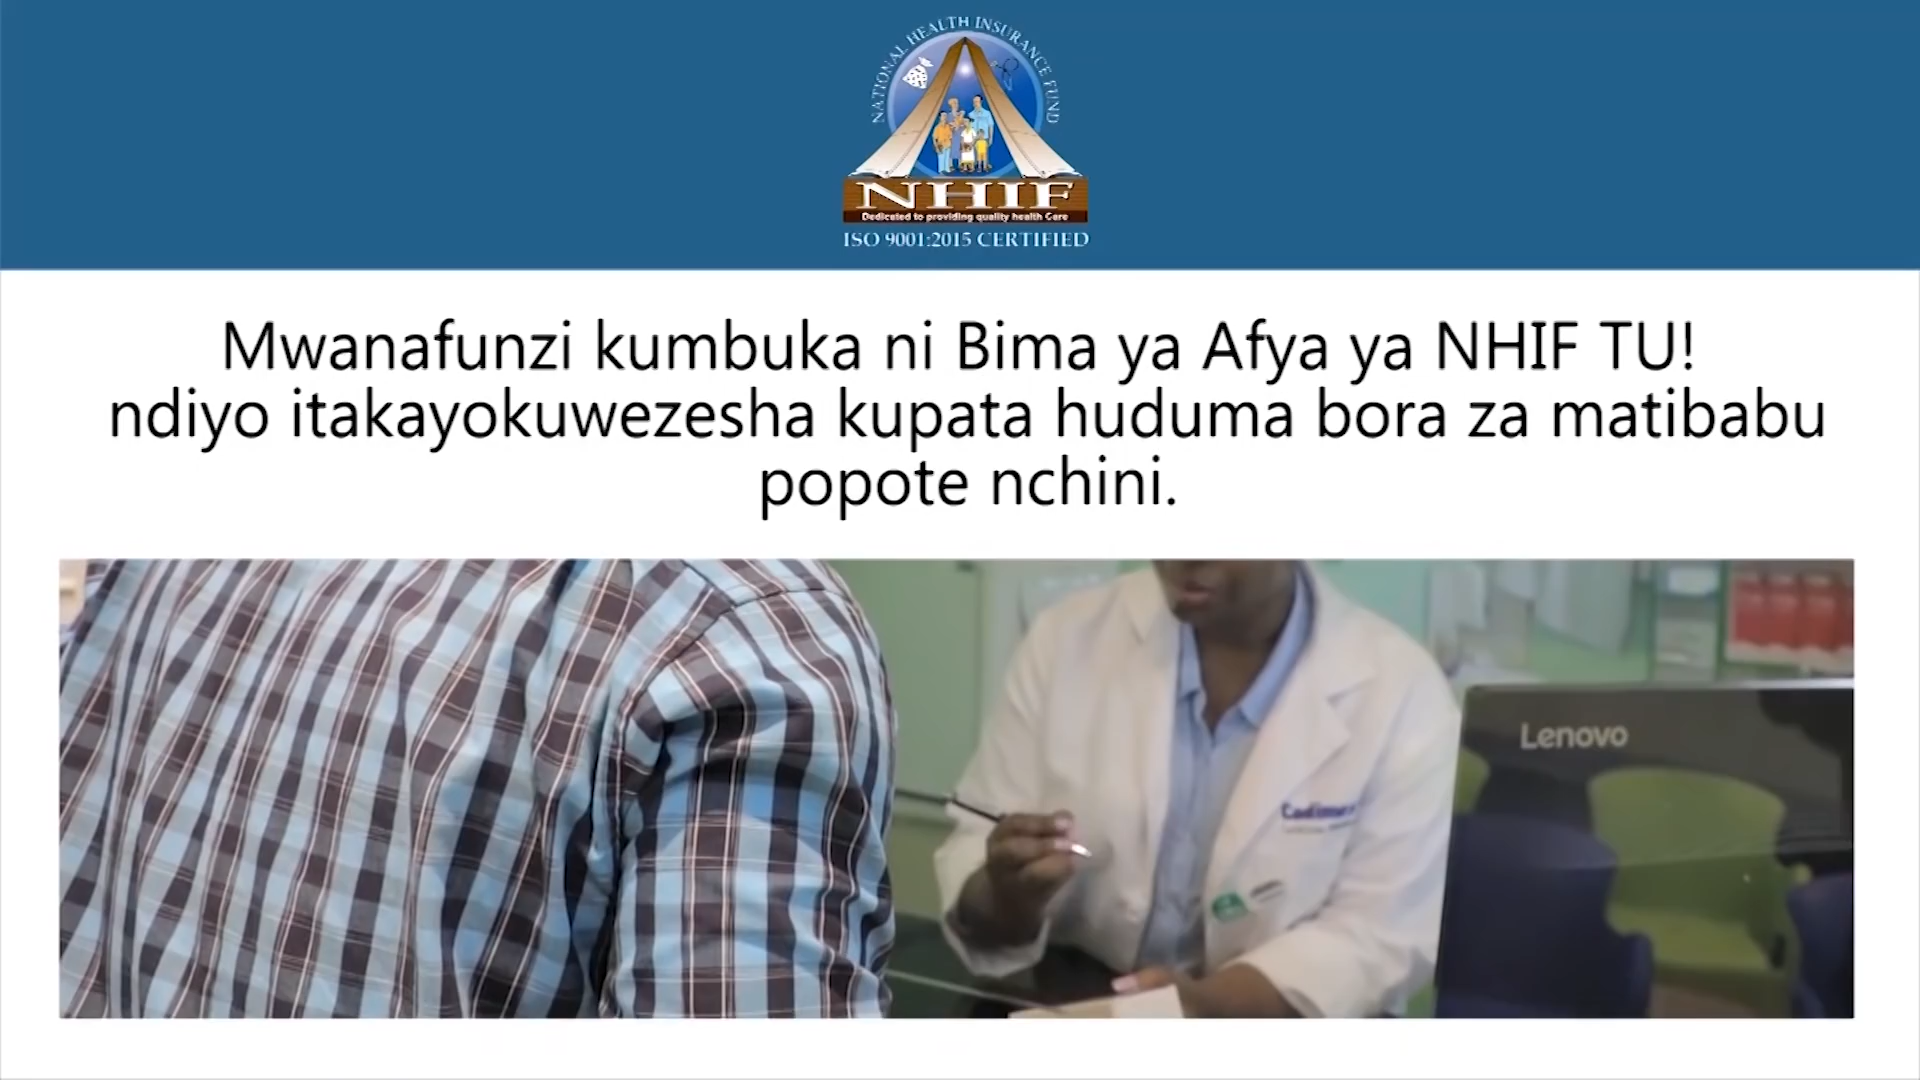 NATIONAL HEALTH INSURANCE FUND
NHIF
Dedicated to providing quality health Care
ISO 9001:2015 CERTIFIED
Mwanafunzi kumbuka ni Bima ya Afya ya NHIF TU!
ndiyo itakayokuwezesha kupata huduma bora za matibabu
popote nchini.
Lenovo